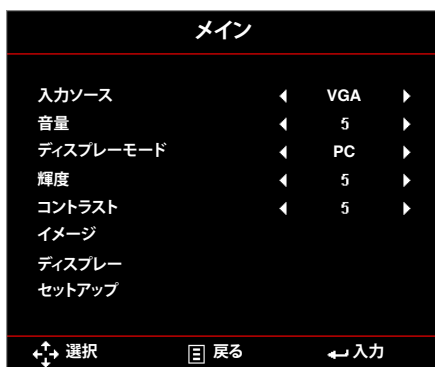 メイン
入力ソース VGA
音量 5
ディスプレーモード PC
輝度 5
コントラスト 5
イメージ
ディスプレー
セットアップ
選択 戻る 入力